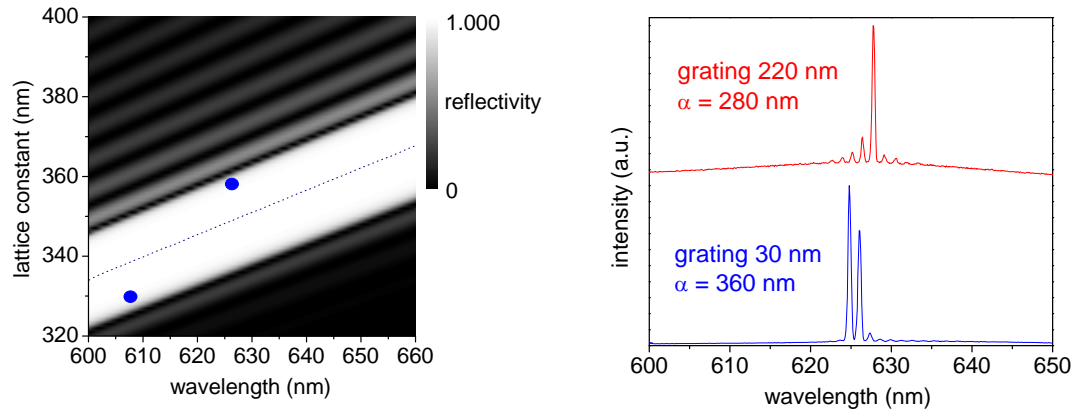 400
380
360
340
320
lattice constant (nm)
600
610
620
630
640
650
660
wavelength (nm)
1.000
reflectivity
0
intensity (a.u.)
grating 220 nm
α = 280 nm
grating 30 nm
α = 360 nm
600
610
620
630
640
650
wavelength (nm)